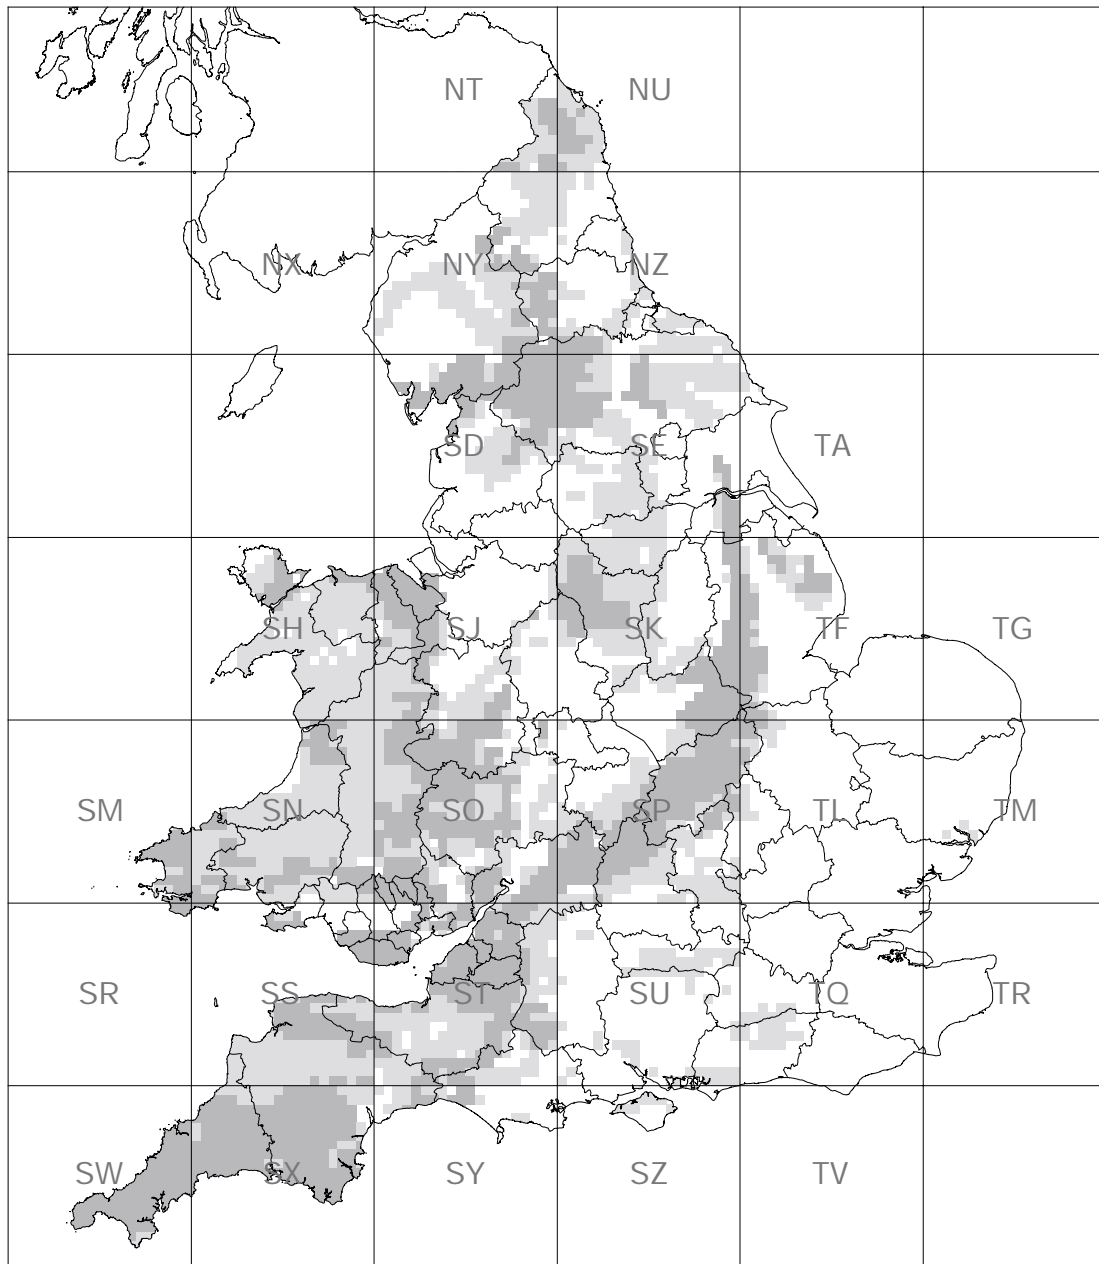 NT NU
NX NY NZ
SD SE TA
SH SJ SK TF TG
SM SN SO SP TL TM
SR SS ST SU TQ TR
SW SX SY SZ TV